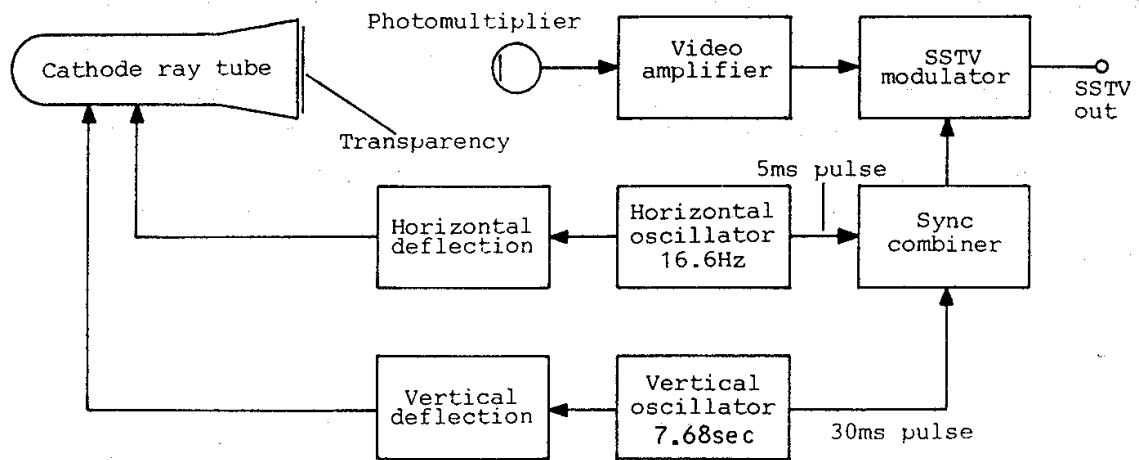 Photomultiplier
Cathode ray tube
Video
amplifier
SSTV
modulator
SSTV
out
Transparency
5ms pulse
Horizontal
deflection
Horizontal
oscillator
16.6Hz
Sync
combiner
Vertical
deflection
Vertical
oscillator
7.68sec
30ms pulse